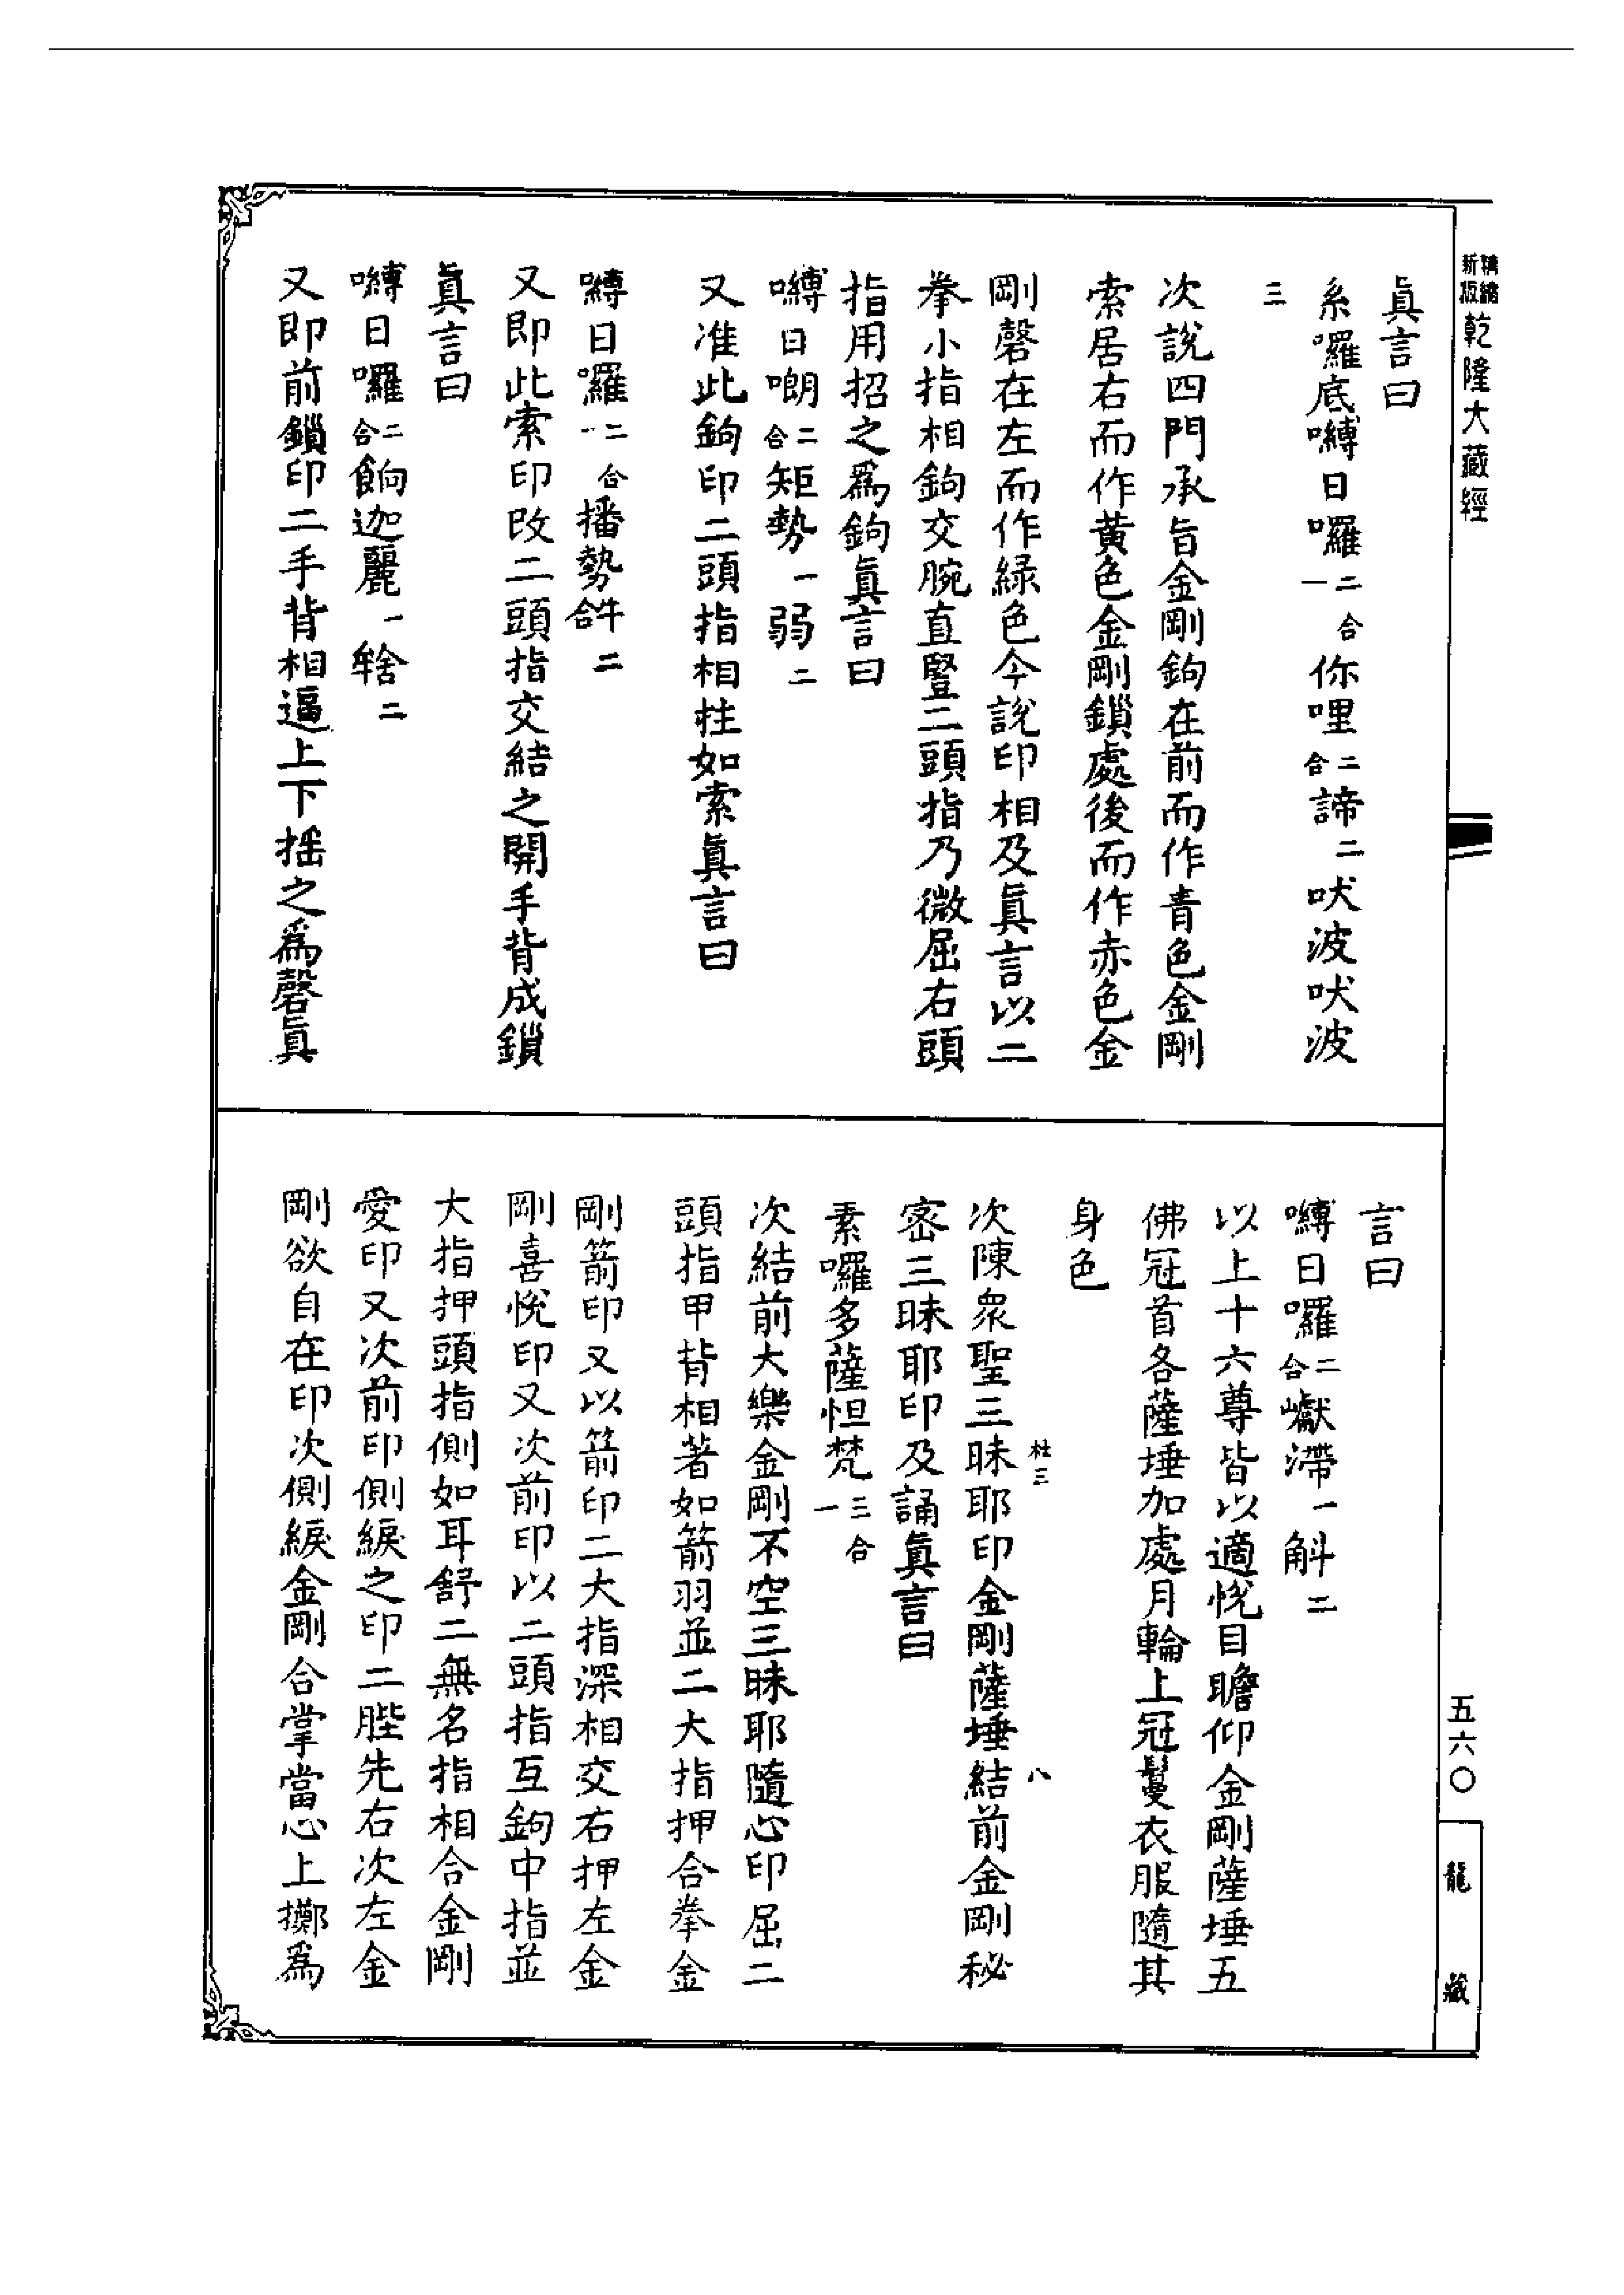 新版精縮乾隆大藏經
眞言曰
糸囉底嚩日囉二合一你哩二合諦二吠波吠波
三
次說四門承旨金剛鉤在前而作青色金剛
索居右而作黃色金剛鎖處後而作赤色金
剛磬在左而作緑色今說印相及眞言以二
拳小指相鉤交腕直豎二頭指乃微屈右頭
指用招之爲鉤眞言曰
嚩日嘲二合矩勢一弱二
又准此鉤印二頭指相拄如索眞言曰
嚩日囉二合一播勢二
又即此索印改二頭指交結之開手背成鎖
眞言曰
嚩日囉二合餉迦麗一𤚥二
又即前鎖印二手背相逼上下搖之爲磬眞
言曰
嚩日囉二合巘滯一斛二
以上十六尊皆以適悅目瞻仰金剛薩埵五
佛冠首各薩埵加處月輪上冠鬘衣服隨其
身色
杜三 八
次陳衆聖三昧耶印金剛薩埵結前金剛秘
密三昧耶印及誦眞言曰
素囉多薩怛梵三合一
次結前大樂金剛不空三昧耶隨心印屈二
頭指甲背相著如箭羽並二大指押合拳金
剛箭印又以箭印二大指深相交右押左金
剛喜悅印又次前印以二頭指互鉤中指並
大指押頭指側如耳舒二無名指相合金剛
愛印又次前印側綟之印二䏶先右次左金
剛欲自在印次側綟金剛合掌當心上擲爲
五六〇
龍藏